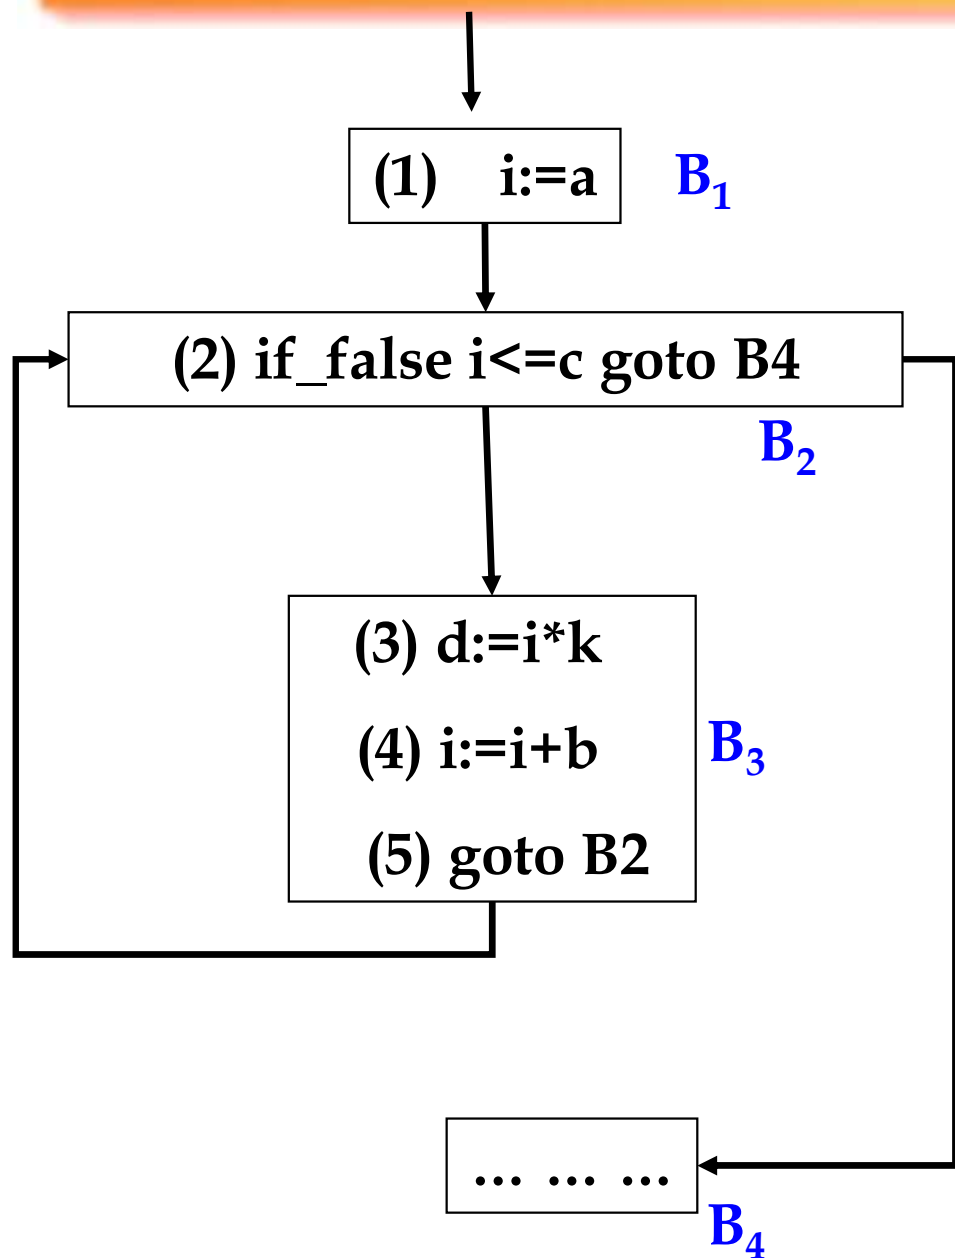 (1) i:=a
B₁
(2) if_false i<=c goto B4
B₂
(3) d:=i*k
(4) i:=i+b
B₃
(5) goto B2
... ... ...
B₄